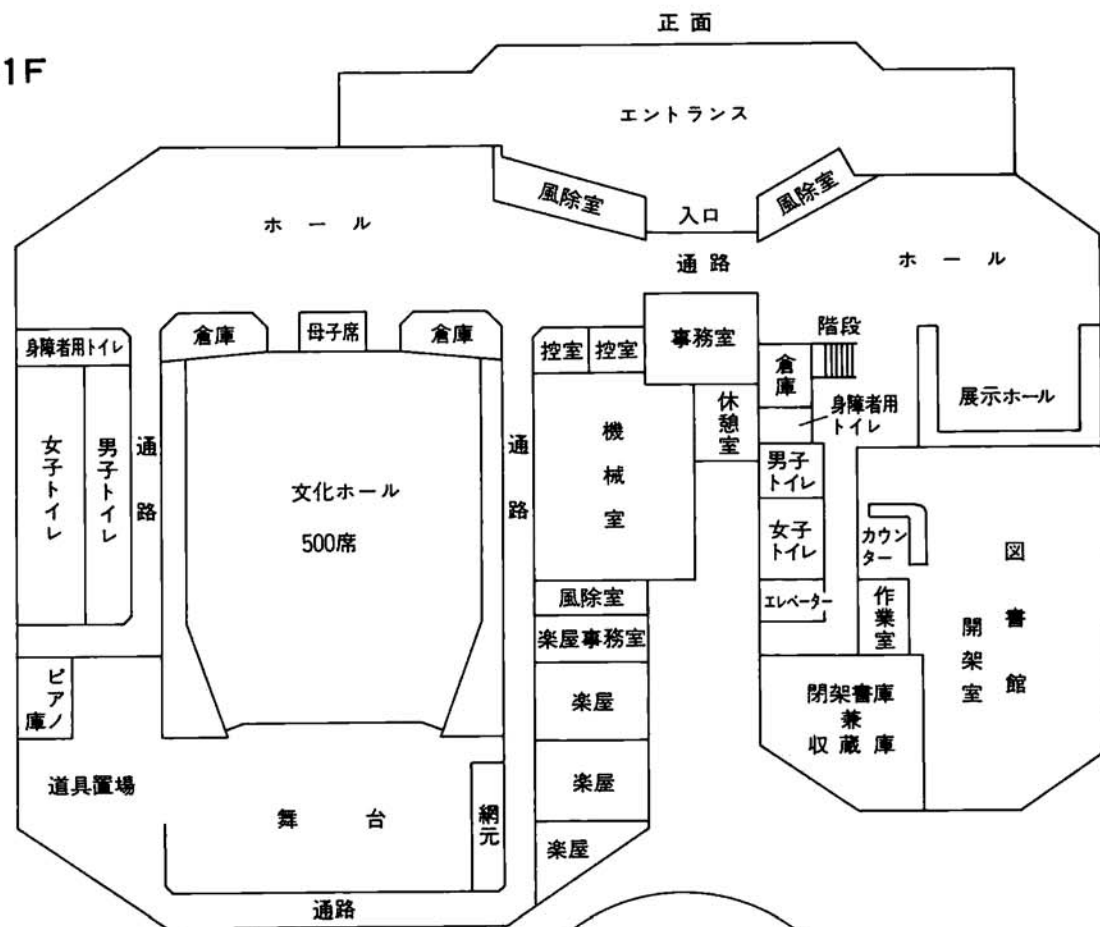 正面
1F
エントランス
風除室
風除室
入口
ホール
通路
ホール
倉庫
母子席
倉庫
身障者用トイレ
控室
控室
事務室
階段
倉庫
展示ホール
身障者用
トイレ
休憩室
女子トイレ
男子トイレ
通路
文化ホール
500席
通路
機械室
男子
トイレ
女子
トイレ
カウン
ター
図書館
開架室
エレベーター
作業室
風除室
楽屋事務室
ピアノ
庫
楽屋
閉架書庫
兼
収蔵庫
道具置場
舞台
網元
楽屋
楽屋
通路